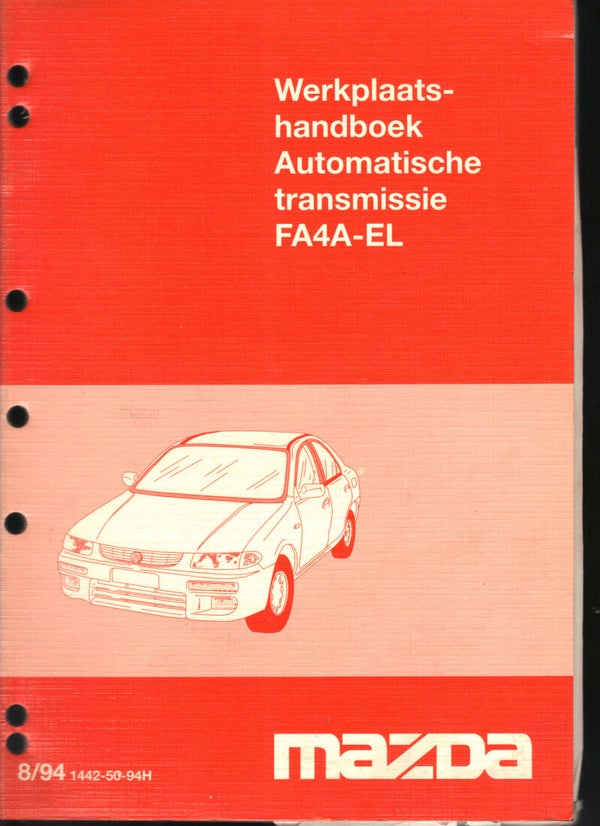 Werkplaats-
handboek
Automatische
transmissie
FA4A-EL
mazda
8/94 1442-50-94H